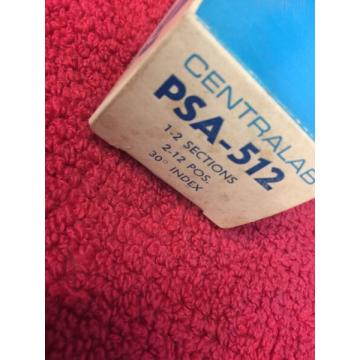 CENTRALAB
PSA-512
1-2 SECTIONS
2-12 POS.
30° INDEX